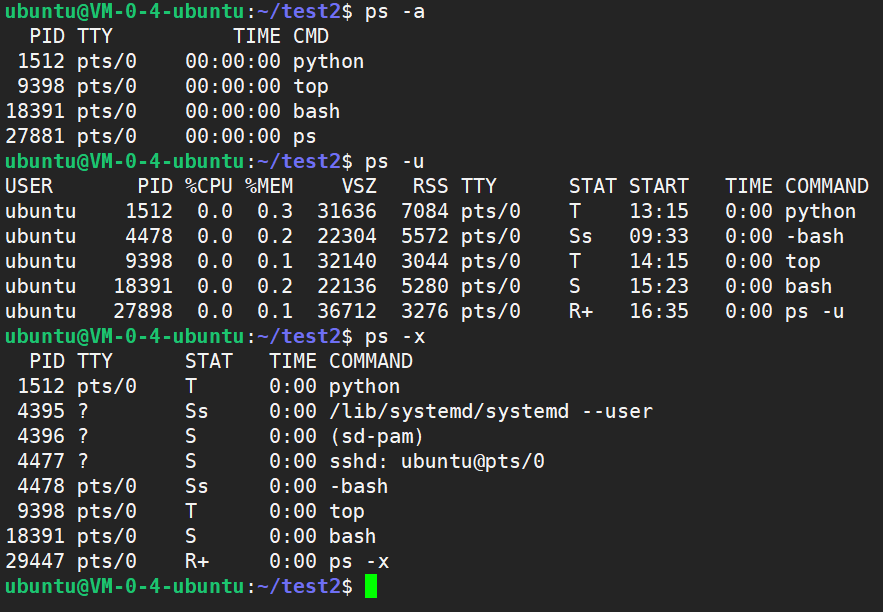 ubuntu@VM-0-4-ubuntu:~/test2$ ps -a
  PID TTY          TIME CMD
 1512 pts/0    00:00:00 python
 9398 pts/0    00:00:00 top
18391 pts/0    00:00:00 bash
27881 pts/0    00:00:00 ps
ubuntu@VM-0-4-ubuntu:~/test2$ ps -u
USER       PID %CPU %MEM    VSZ   RSS TTY      STAT START   TIME COMMAND
ubuntu    1512  0.0  0.3  31636  7084 pts/0    T    13:15   0:00 python
ubuntu    4478  0.0  0.2  22304  5572 pts/0    Ss   09:33   0:00 -bash
ubuntu    9398  0.0  0.1  32140  3044 pts/0    T    14:15   0:00 top
ubuntu   18391  0.0  0.2  22136  5280 pts/0    S    15:23   0:00 bash
ubuntu   27898  0.0  0.1  36712  3276 pts/0    R+   16:35   0:00 ps -u
ubuntu@VM-0-4-ubuntu:~/test2$ ps -x
  PID TTY      STAT   TIME COMMAND
 1512 pts/0    T      0:00 python
 4395 ?        Ss     0:00 /lib/systemd/systemd --user
 4396 ?        S      0:00 (sd-pam)
 4477 ?        S      0:00 sshd: ubuntu@pts/0
 4478 pts/0    Ss     0:00 -bash
 9398 pts/0    T      0:00 top
18391 pts/0    S      0:00 bash
29447 pts/0    R+     0:00 ps -x
ubuntu@VM-0-4-ubuntu:~/test2$